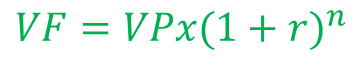 VF = VPx(1 + r)ⁿ